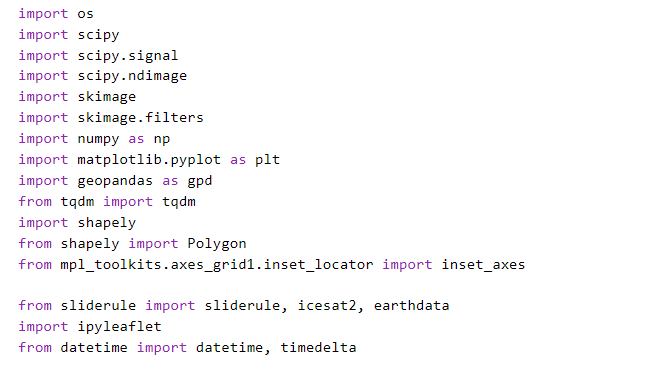 import os
import scipy
import scipy.signal
import scipy.ndimage
import skimage
import skimage.filters
import numpy as np
import matplotlib.pyplot as plt
import geopandas as gpd
from tqdm import tqdm
import shapely
from shapely import Polygon
from mpl_toolkits.axes_grid1.inset_locator import inset_axes
from sliderule import sliderule, icesat2, earthdata
import ipyleaflet
from datetime import datetime, timedelta